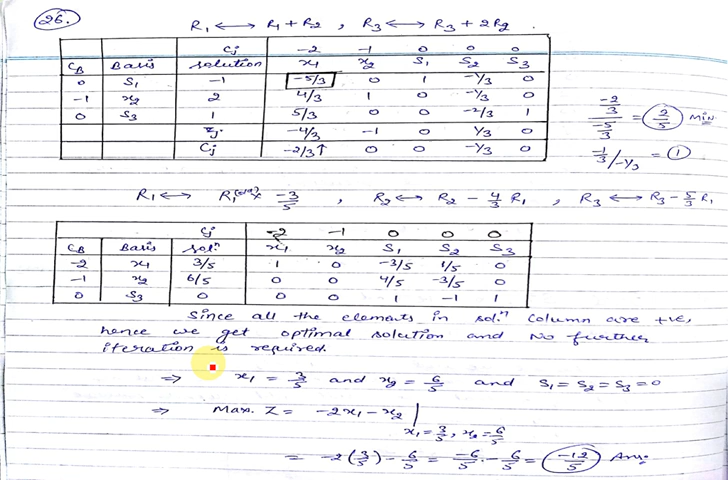 26.
R1 ⟷ R1 + R2 , R3 ⟷ R3 + 2R2 .
Cj -2 -1 0 0 0
CB Basis solution x1 x2 S1 S2 S3
0 S1 -1 -5/3 0 1 -1/3 0
-1 x2 2 4/3 1 0 -1/3 0
0 S3 1 5/3 0 0 -2/3 1
Zj -4/3 -1 0 1/3 0
Cj -2/3↑ 0 0 -1/3 0
-2/3 / -5/3 = 2/5 Min
-1/3 / -1/3 = 1
R1 ⟷ R1(old) × -3/5 , R2 ⟷ R2 - 4/3 R1 , R3 ⟷ R3 - 5/3 R1
Cj -2 -1 0 0 0
CB Basis solⁿ x1 x2 S1 S2 S3
-2 x1 3/5 1 0 -3/5 1/5 0
-1 x2 6/5 0 0 4/5 -3/5 0
0 S3 0 0 0 1 -1 1
Since all the elements in solⁿ column are +ve,
hence we get optimal solution and No further
iteration is required.
⇒ x1 = 3/5 and x2 = 6/5 and S1 = S2 = S3 = 0
⇒ Max. Z = -2x1 - x2 | x1 = 3/5, x2 = 6/5
= -2(3/5) - 6/5 = -6/5 - 6/5 = -12/5 Ans: